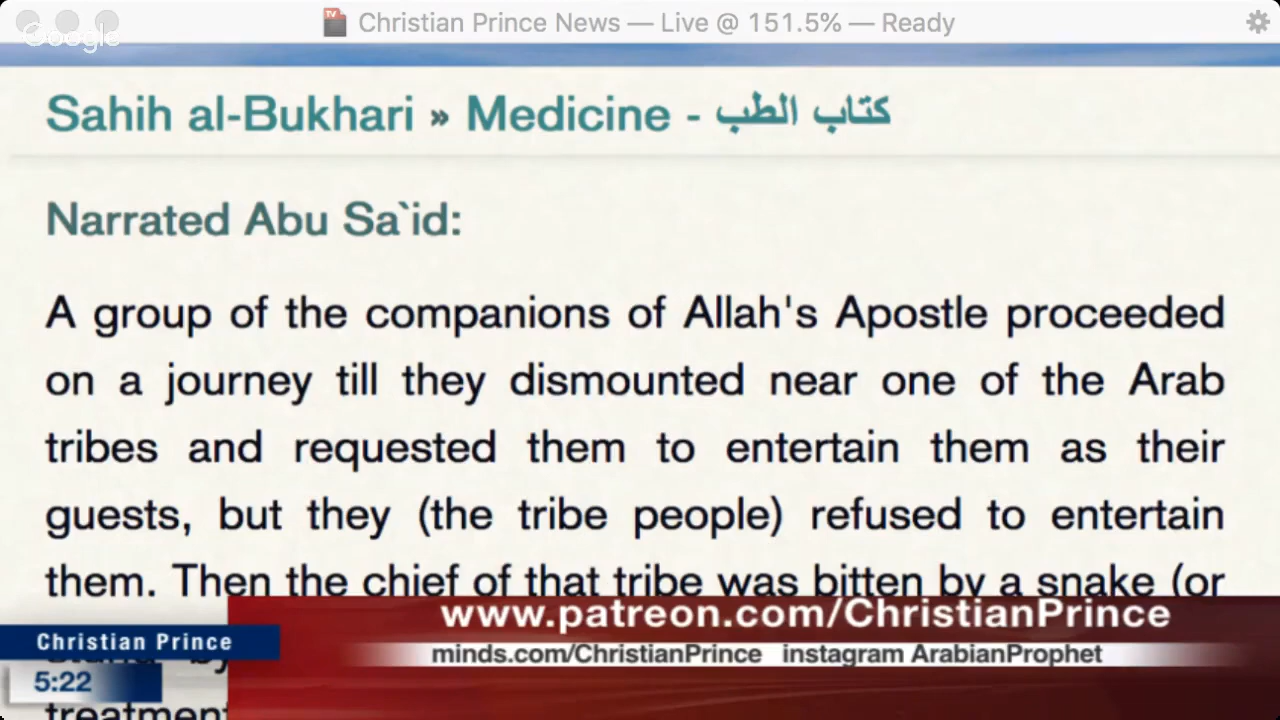 Christian Prince News — Live @ 151.5% — Ready
Google
Sahih al-Bukhari » Medicine - كتاب الطب
Narrated Abu Sa`id:
A group of the companions of Allah's Apostle proceeded
on a journey till they dismounted near one of the Arab
tribes and requested them to entertain them as their
guests, but they (the tribe people) refused to entertain
them. Then the chief of that tribe was bitten by a snake (or
www.patreon.com/ChristianPrince
Christian Prince
minds.com/ChristianPrince instagram ArabianProphet
by
5:22
treatment